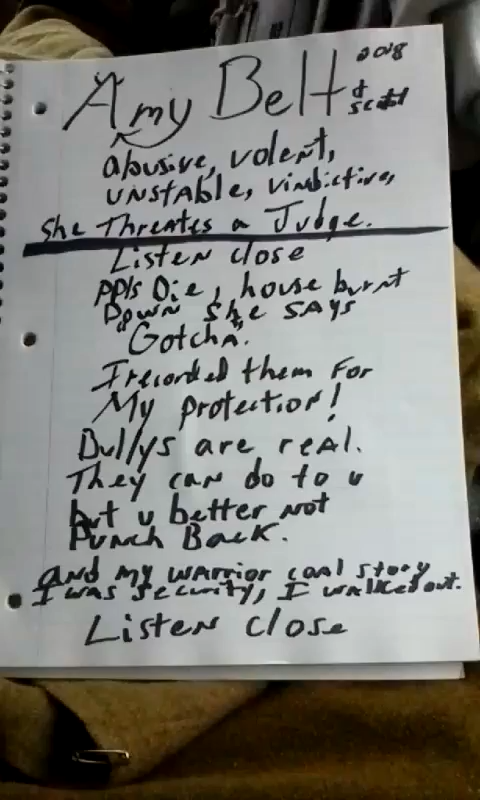 2018
Amy Belt & scott
abusive, volent,
UNSTABLE, vindictive,
she Threates a Judge.
Listen close
ppls Die, house burnt
Down she SAYS
"Gotcha".
I recorded them for
My protection!
Bullys are real.
They can do to u
but u better not
Punch Back.
and my warrior coal story
I was security, I walked out.
Listen close